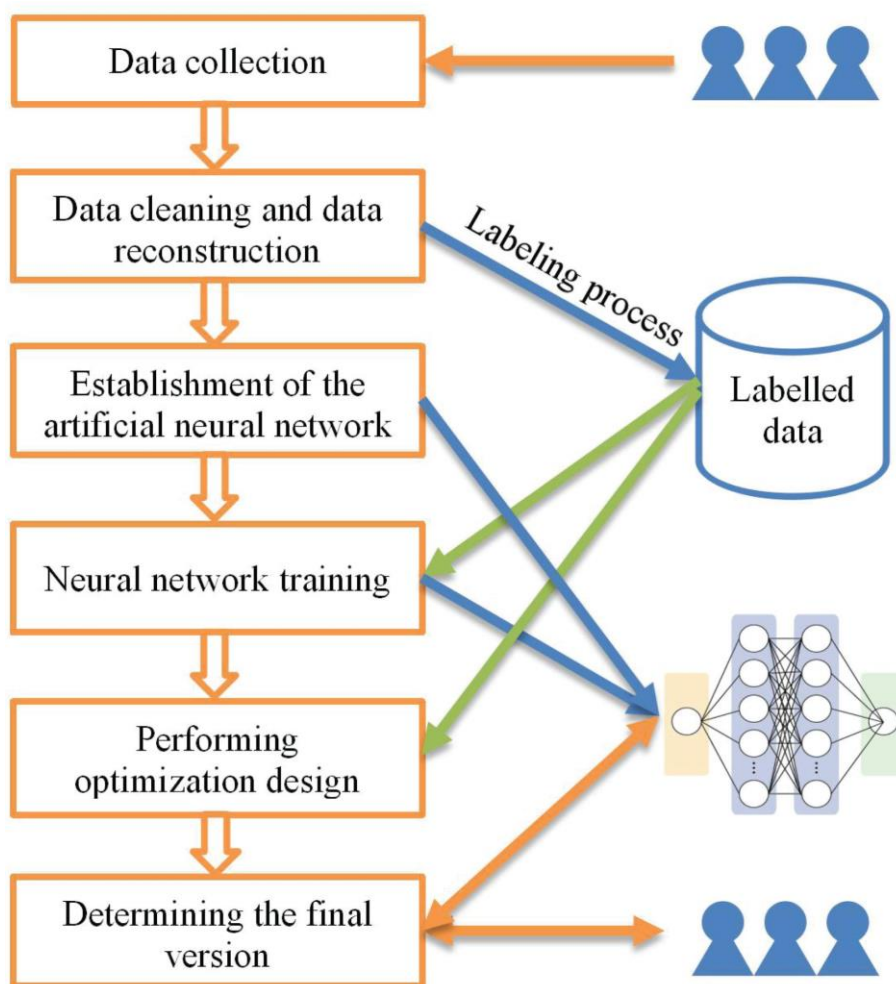 Data collection
Data cleaning and data
reconstruction
Labeling process
Establishment of the
artificial neural network
Labelled
data
Neural network training
Performing
optimization design
Determining the final
version